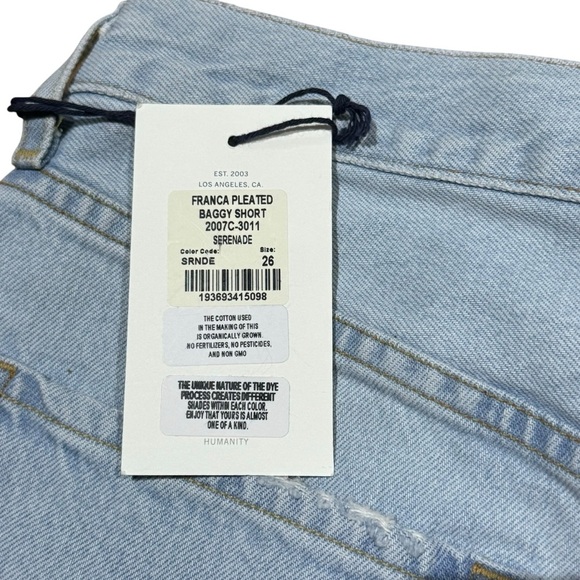 EST. 2003
LOS ANGELES, CA.
FRANCA PLEATED
BAGGY SHORT
2007C-3011
SERENADE
Color Code: Size:
SRNDE 26
193693415098
THE COTTON USED
IN THE MAKING OF THIS
IS ORGANICALLY GROWN.
NO FERTILIZERS, NO PESTICIDES,
AND NON GMO
THE UNIQUE NATURE OF THE DYE
PROCESS CREATES DIFFERENT
SHADES WITHIN EACH COLOR.
ENJOY THAT YOURS IS ALMOST
ONE OF A KIND.
HUMANITY